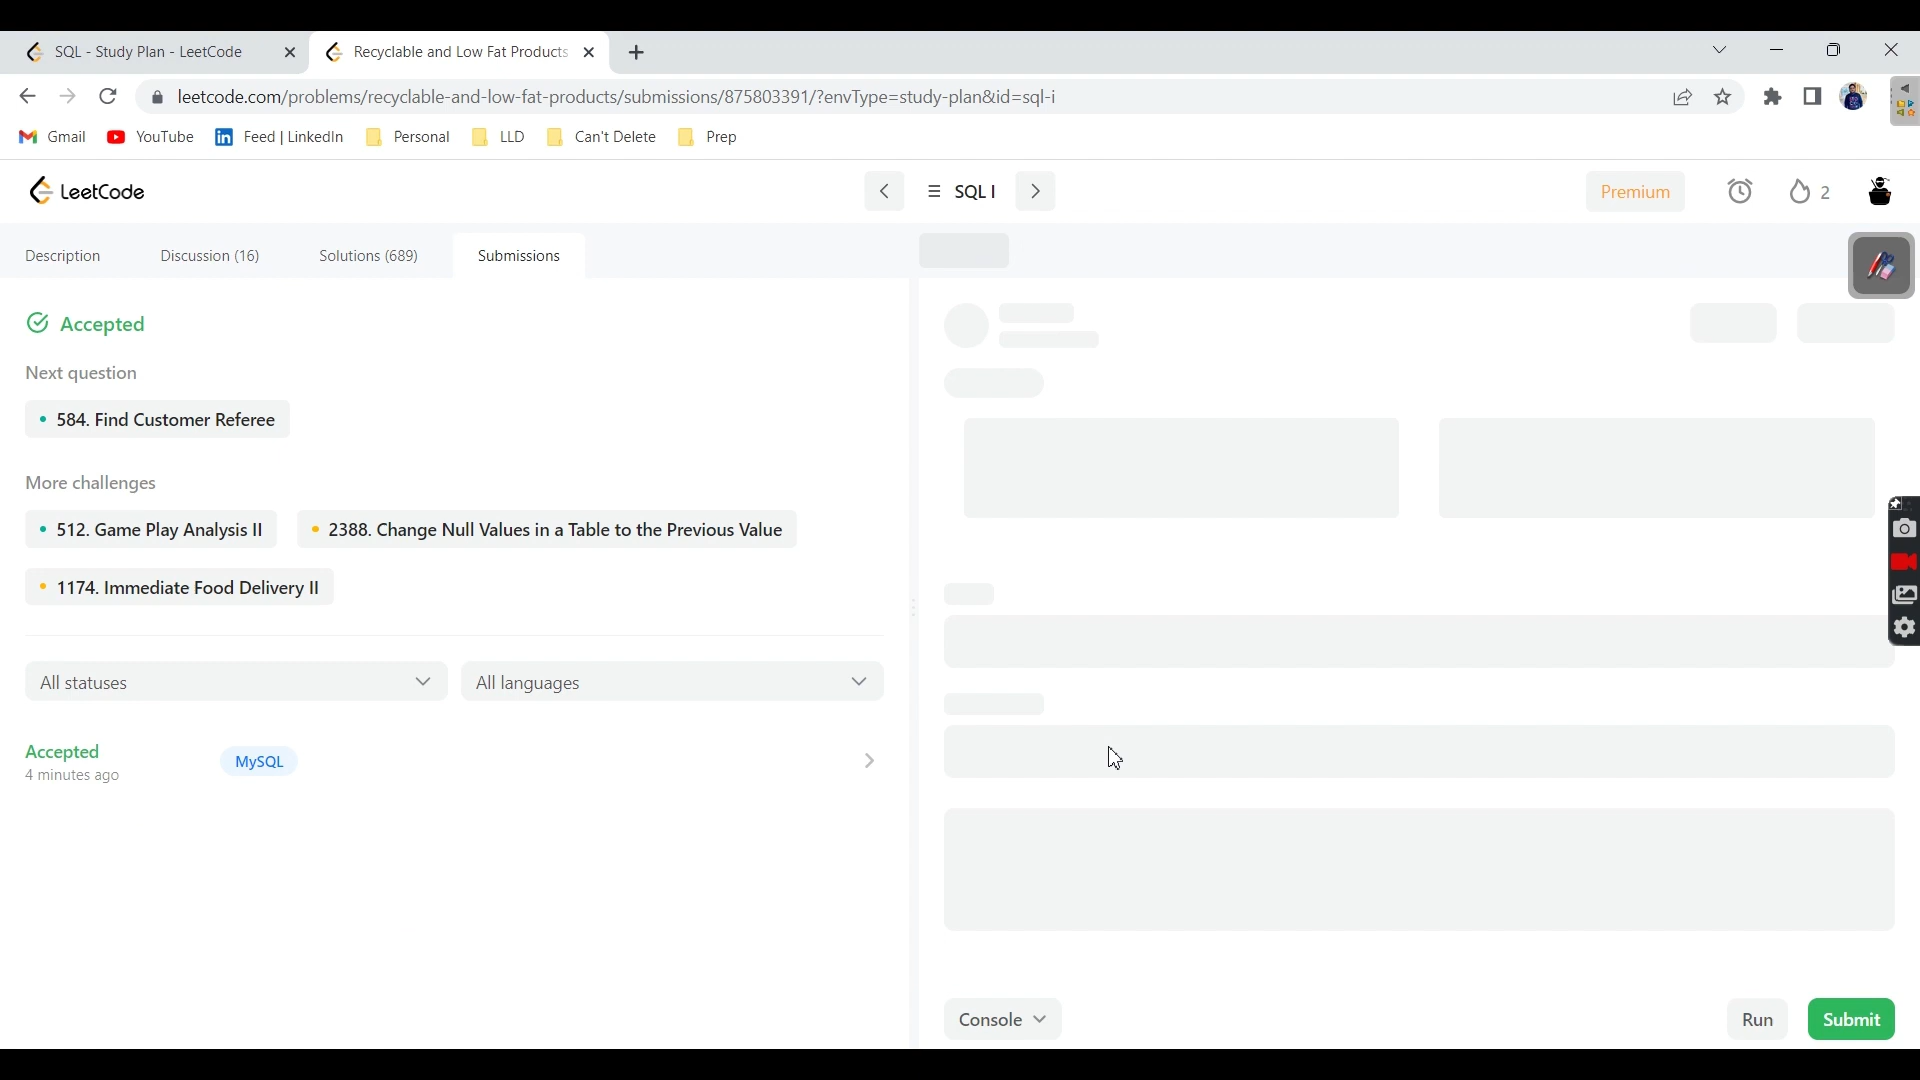 SQL - Study Plan - LeetCode
Recyclable and Low Fat Products
leetcode.com/problems/recyclable-and-low-fat-products/submissions/875803391/?envType=study-plan&id=sql-i
Gmail YouTube Feed | LinkedIn Personal LLD Can't Delete Prep
LeetCode
SQL I
Premium
2
Description Discussion (16) Solutions (689) Submissions
Accepted
Next question
584. Find Customer Referee
More challenges
512. Game Play Analysis II
2388. Change Null Values in a Table to the Previous Value
1174. Immediate Food Delivery II
All statuses
All languages
Accepted
4 minutes ago
MySQL
Console
Run
Submit